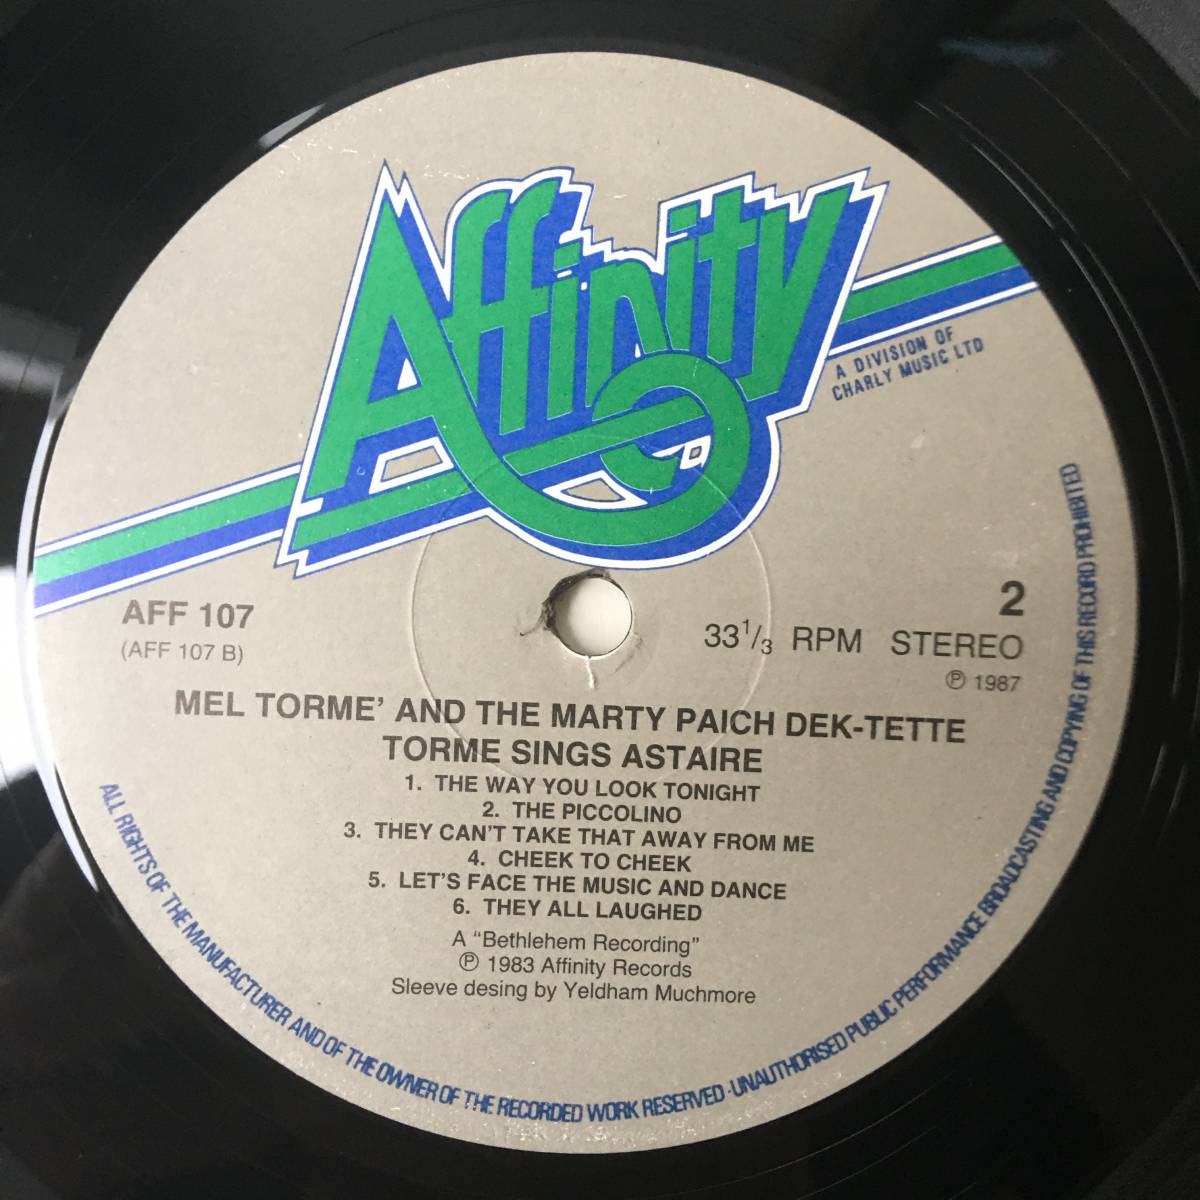 Affinity
A DIVISION OF
CHARLY MUSIC LTD
AFF 107
(AFF 107 B)
2
33 1/3 RPM STEREO
℗ 1987
MEL TORME' AND THE MARTY PAICH DEK-TETTE
TORME SINGS ASTAIRE
1. THE WAY YOU LOOK TONIGHT
2. THE PICCOLINO
3. THEY CAN'T TAKE THAT AWAY FROM ME
4. CHEEK TO CHEEK
5. LET'S FACE THE MUSIC AND DANCE
6. THEY ALL LAUGHED
A "Bethlehem Recording"
℗ 1983 Affinity Records
Sleeve desing by Yeldham Muchmore
ALL RIGHTS OF THE MANUFACTURER AND OF THE OWNER OF THE RECORDED WORK RESERVED · UNAUTHORISED PUBLIC PERFORMANCE BROADCASTING AND COPYING OF THIS RECORD PROHIBITED